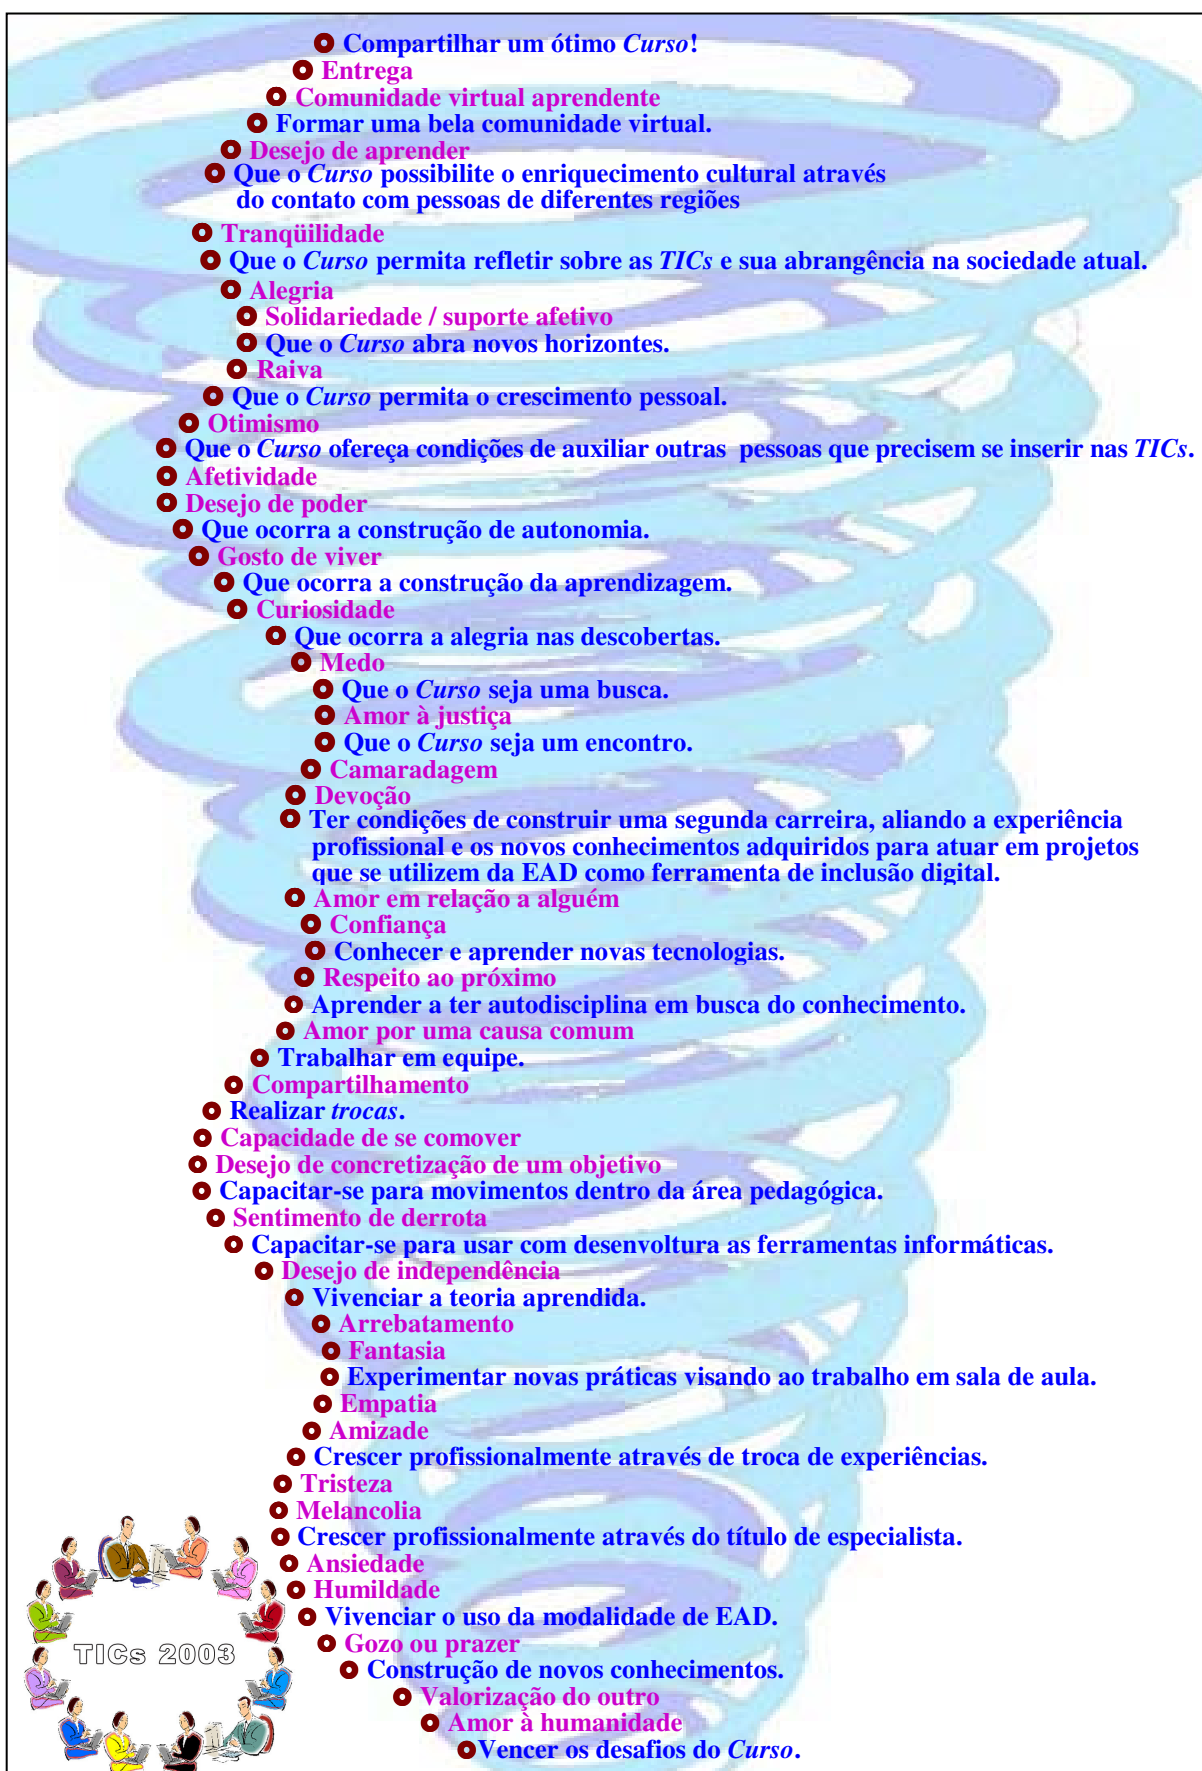 Compartilhar um ótimo Curso!
Entrega
Comunidade virtual aprendente
Formar uma bela comunidade virtual.
Desejo de aprender
Que o Curso possibilite o enriquecimento cultural através
do contato com pessoas de diferentes regiões
Tranqüilidade
Que o Curso permita refletir sobre as TICs e sua abrangência na sociedade atual.
Alegria
Solidariedade / suporte afetivo
Que o Curso abra novos horizontes.
Raiva
Que o Curso permita o crescimento pessoal.
Otimismo
Que o Curso ofereça condições de auxiliar outras pessoas que precisem se inserir nas TICs.
Afetividade
Desejo de poder
Que ocorra a construção de autonomia.
Gosto de viver
Que ocorra a construção da aprendizagem.
Curiosidade
Que ocorra a alegria nas descobertas.
Medo
Que o Curso seja uma busca.
Amor à justiça
Que o Curso seja um encontro.
Camaradagem
Devoção
Ter condições de construir uma segunda carreira, aliando a experiência
profissional e os novos conhecimentos adquiridos para atuar em projetos
que se utilizem da EAD como ferramenta de inclusão digital.
Amor em relação a alguém
Confiança
Conhecer e aprender novas tecnologias.
Respeito ao próximo
Aprender a ter autodisciplina em busca do conhecimento.
Amor por uma causa comum
Trabalhar em equipe.
Compartilhamento
Realizar trocas.
Capacidade de se comover
Desejo de concretização de um objetivo
Capacitar-se para movimentos dentro da área pedagógica.
Sentimento de derrota
Capacitar-se para usar com desenvoltura as ferramentas informáticas.
Desejo de independência
Vivenciar a teoria aprendida.
Arrebatamento
Fantasia
Experimentar novas práticas visando ao trabalho em sala de aula.
Empatia
Amizade
Crescer profissionalmente através de troca de experiências.
Tristeza
Melancolia
Crescer profissionalmente através do título de especialista.
Ansiedade
Humildade
Vivenciar o uso da modalidade de EAD.
Gozo ou prazer
Construção de novos conhecimentos.
Valorização do outro
Amor à humanidade
Vencer os desafios do Curso.
TICs 2003